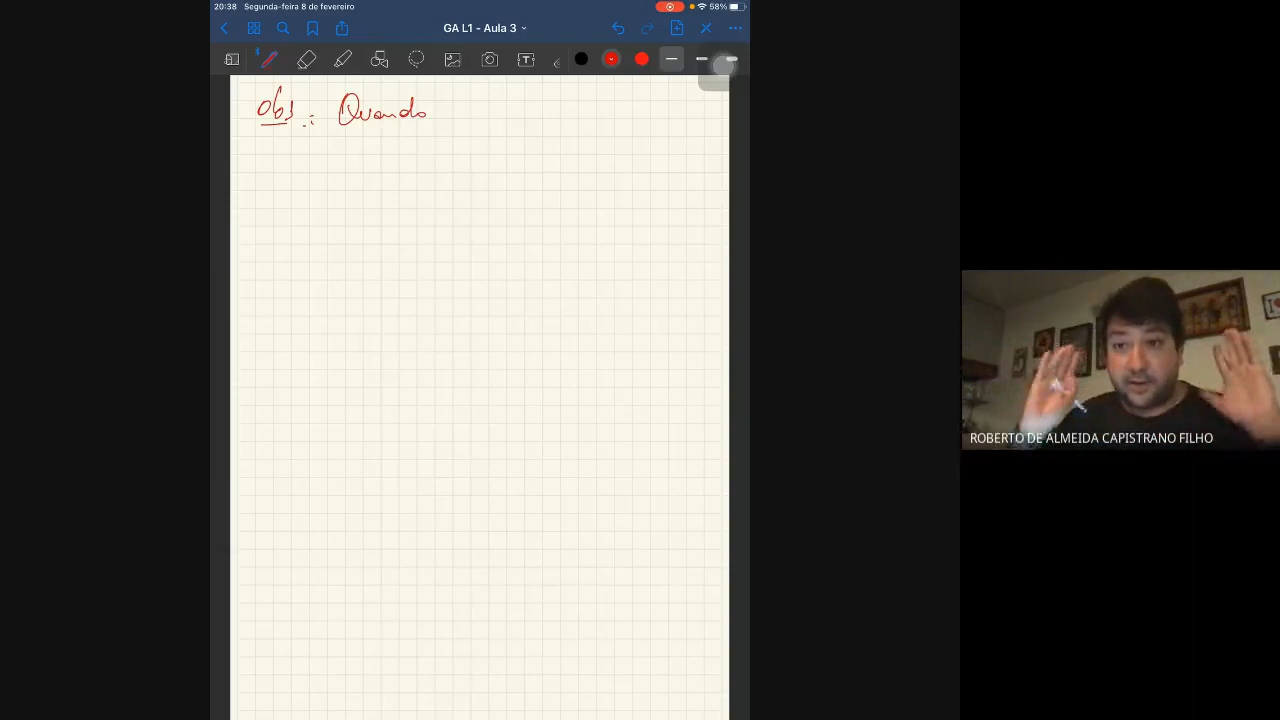 20:38 Segunda-feira 8 de fevereiro 58%
GA L1 - Aula 3
T
Obs.: Quando
ROBERTO DE ALMEIDA CAPISTRANO FILHO